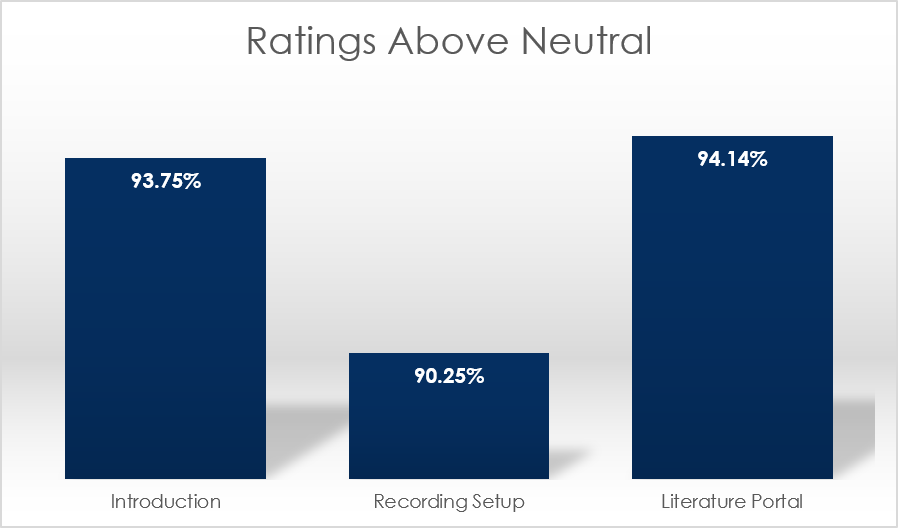 Ratings Above Neutral
93.75%
90.25%
94.14%
Introduction
Recording Setup
Literature Portal